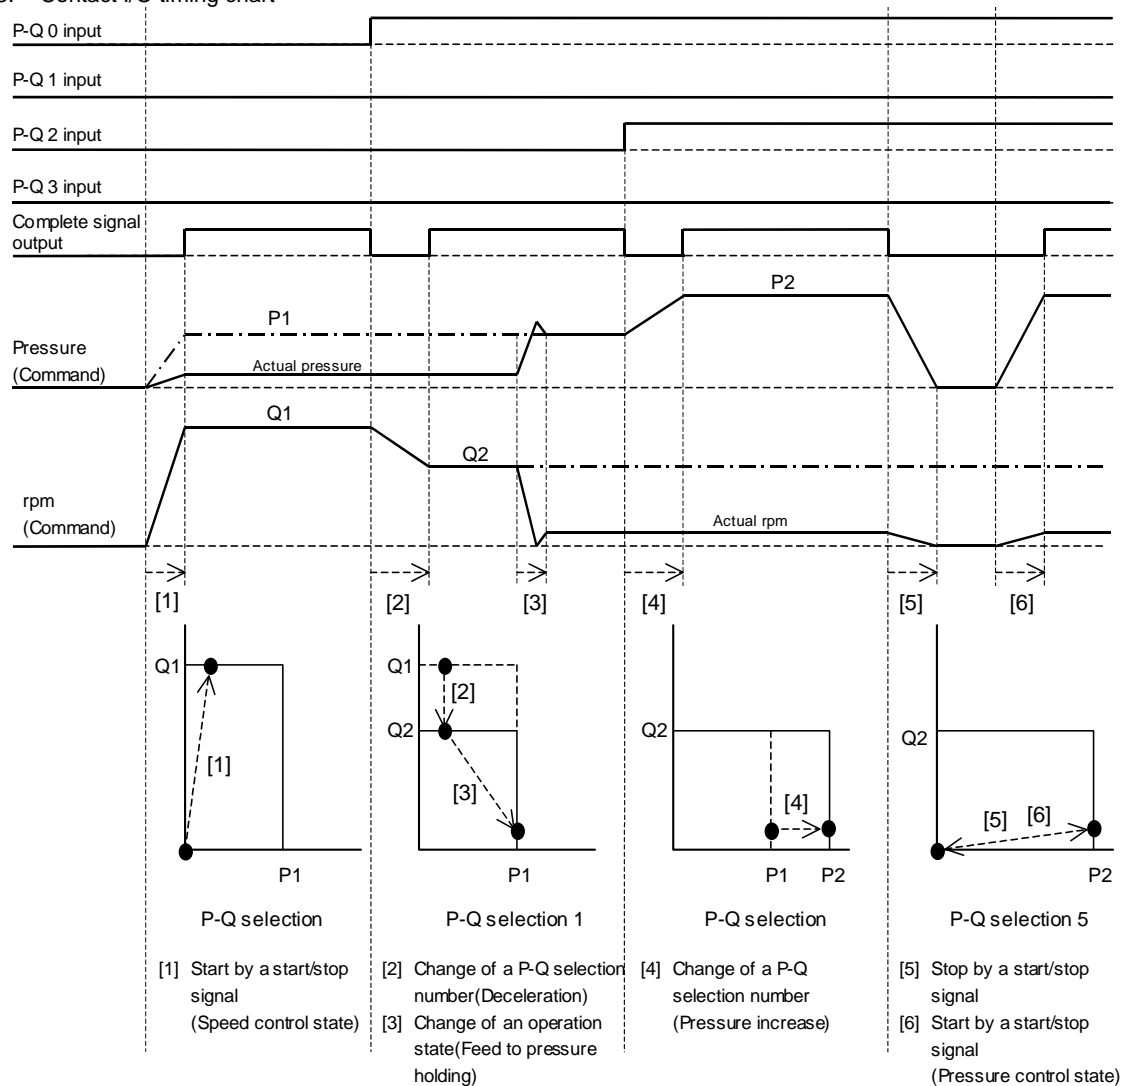 Contact I/O timing chart
P-Q 0 input
P-Q 1 input
P-Q 2 input
P-Q 3 input
Complete signal
output
P2
P1
Pressure
(Command)
Actual pressure
Q1
Q2
rpm
(Command)
Actual rpm
[1] [2] [3] [4] [5] [6]
Q1
[1]
P1
Q1
[2]
Q2
[3]
P1
Q2
[4]
P1 P2
Q2
[5] [6]
P2
P-Q selection
P-Q selection 1
P-Q selection
P-Q selection 5
[1] Start by a start/stop
signal
(Speed control state)
[2] Change of a P-Q selection
number(Deceleration)
[3] Change of an operation
state(Feed to pressure
holding)
[4] Change of a P-Q
selection number
(Pressure increase)
[5] Stop by a start/stop
signal
[6] Start by a start/stop
signal
(Pressure control state)